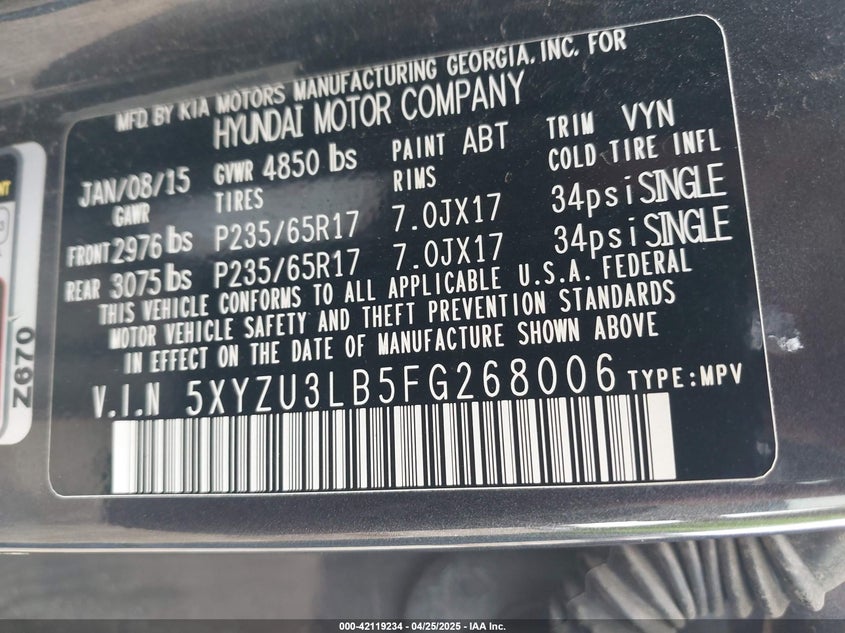 MFD. BY KIA MOTORS MANUFACTURING GEORGIA, INC. FOR
HYUNDAI MOTOR COMPANY
JAN/08/15 GVWR 4850 lbs PAINT ABT TRIM VYN
GAWR TIRES RIMS COLD TIRE INFL
FRONT 2976 lbs P235/65R17 7.0JX17 34psi SINGLE
REAR 3075 lbs P235/65R17 7.0JX17 34psi SINGLE
THIS VEHICLE CONFORMS TO ALL APPLICABLE U.S.A. FEDERAL
MOTOR VEHICLE SAFETY AND THEFT PREVENTION STANDARDS
IN EFFECT ON THE DATE OF MANUFACTURE SHOWN ABOVE
V.I.N 5XYZU3LB5FG268006 TYPE:MPV
Z670
000-42119234 - 04/25/2025 - IAA Inc.